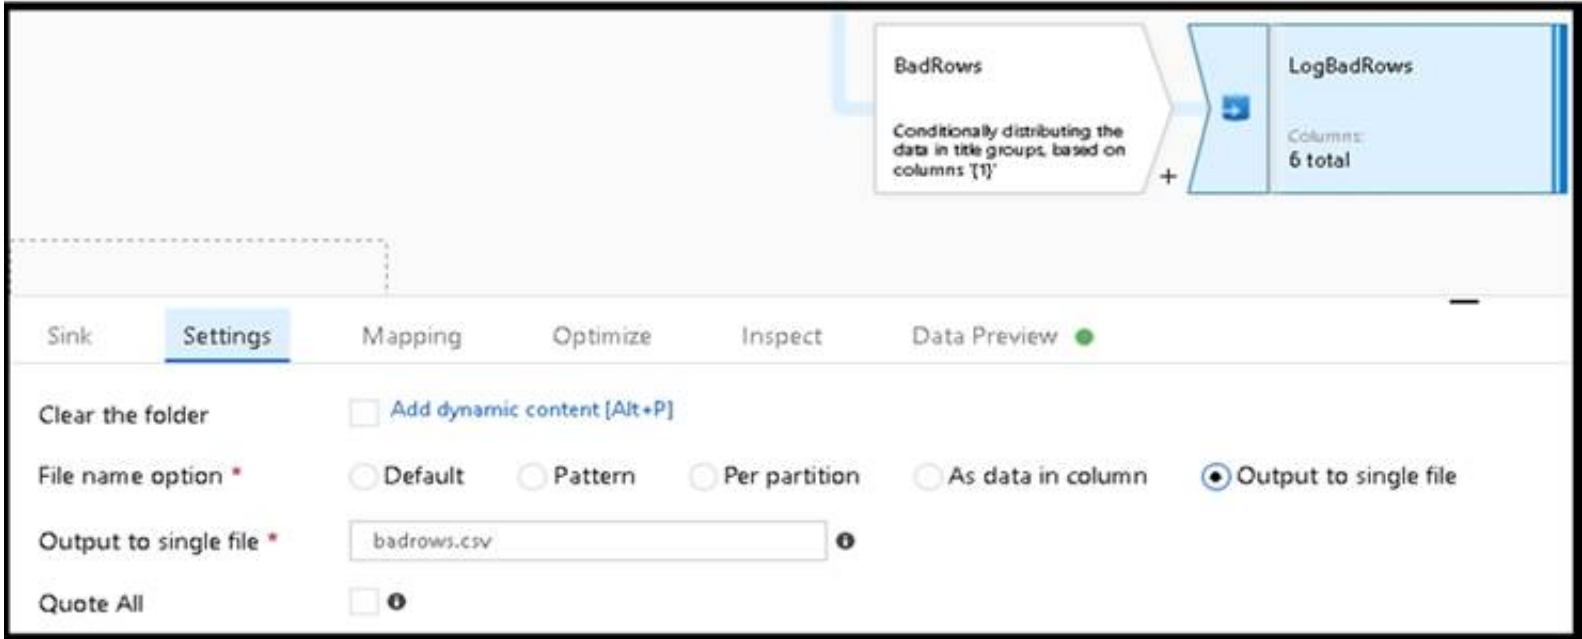 BadRows
Conditionally distributing the
data in title groups, based on
columns '{1}'
+
LogBadRows
Columns:
6 total
Sink Settings Mapping Optimize Inspect Data Preview
Clear the folder Add dynamic content [Alt+P]
File name option * Default Pattern Per partition As data in column Output to single file
Output to single file * badrows.csv
Quote All